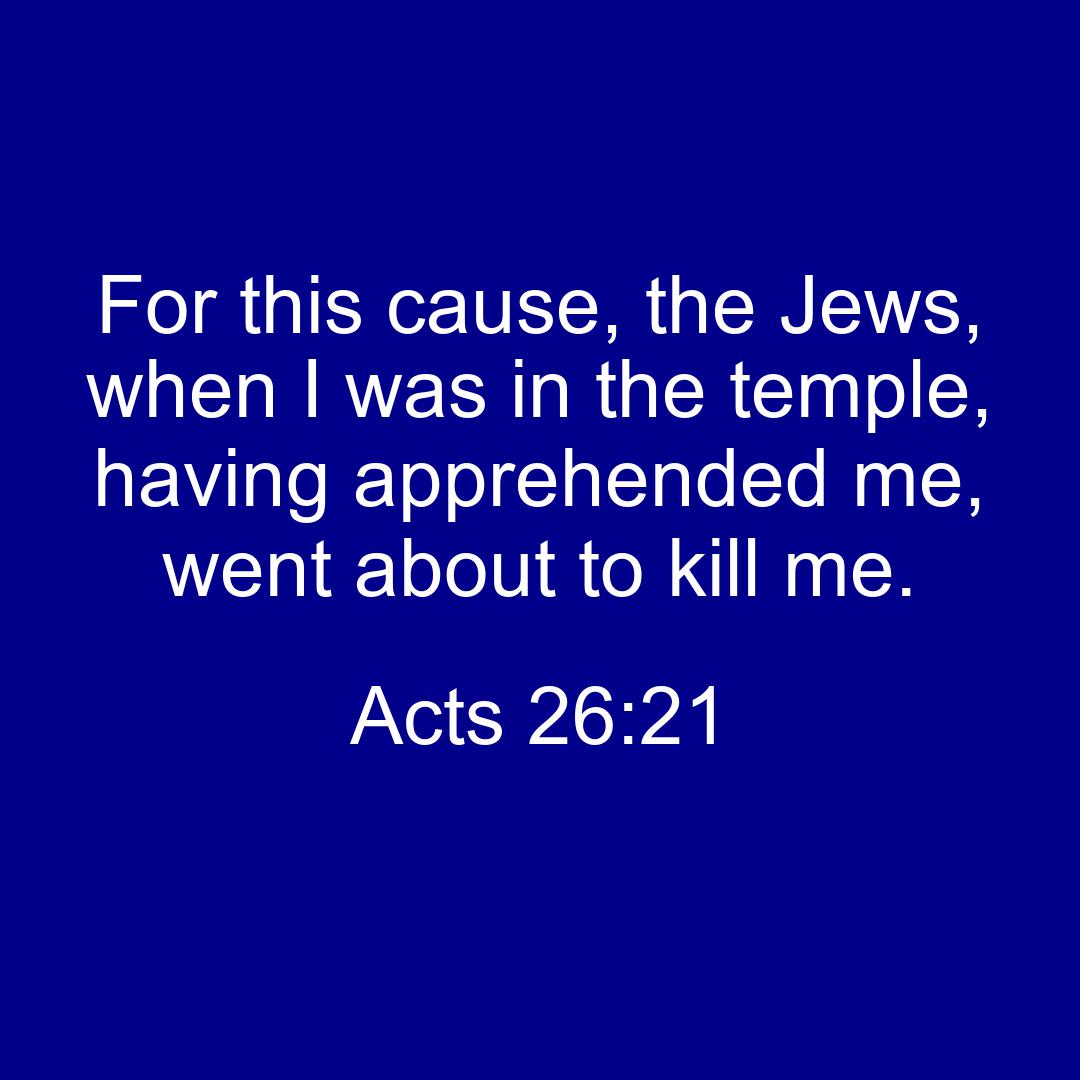 For this cause, the Jews,
when I was in the temple,
having apprehended me,
went about to kill me.
Acts 26:21